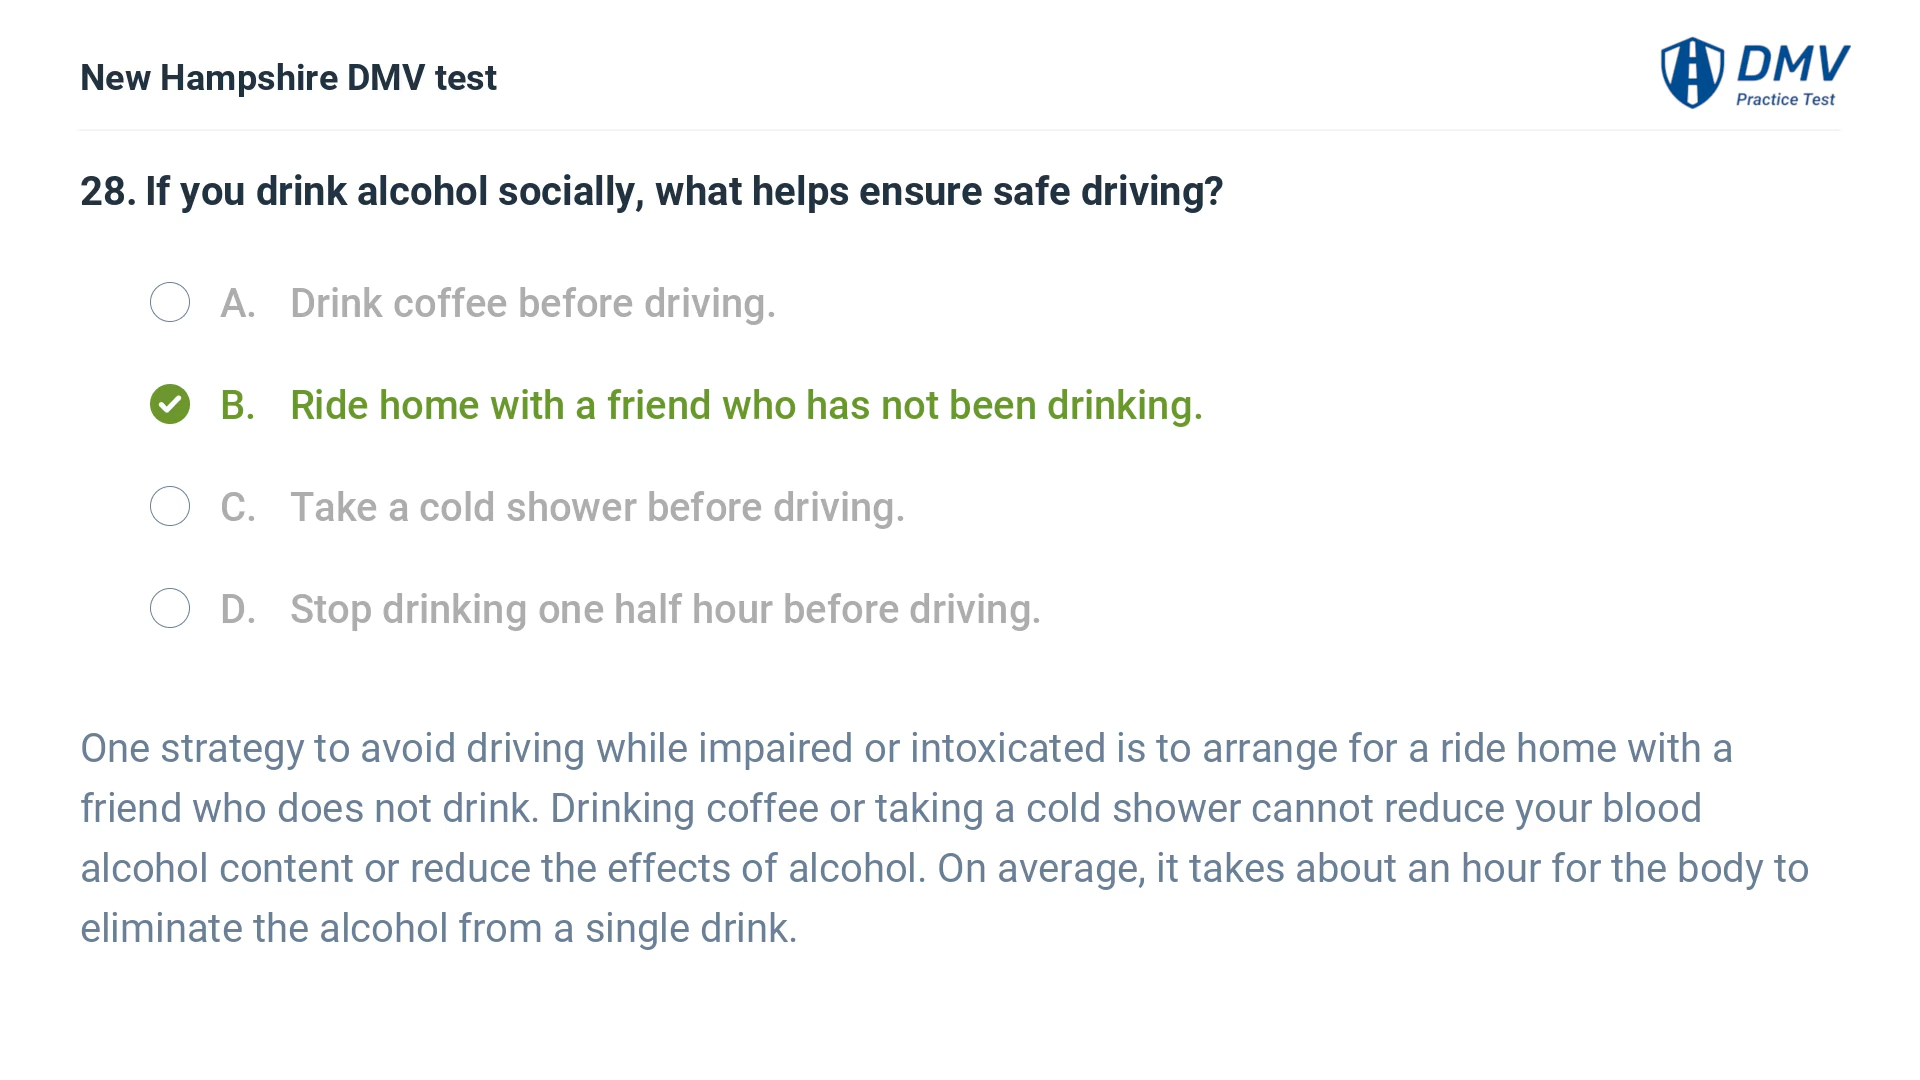 New Hampshire DMV test
DMV
Practice Test
28. If you drink alcohol socially, what helps ensure safe driving?
A. Drink coffee before driving.
B. Ride home with a friend who has not been drinking.
C. Take a cold shower before driving.
D. Stop drinking one half hour before driving.
One strategy to avoid driving while impaired or intoxicated is to arrange for a ride home with a
friend who does not drink. Drinking coffee or taking a cold shower cannot reduce your blood
alcohol content or reduce the effects of alcohol. On average, it takes about an hour for the body to
eliminate the alcohol from a single drink.